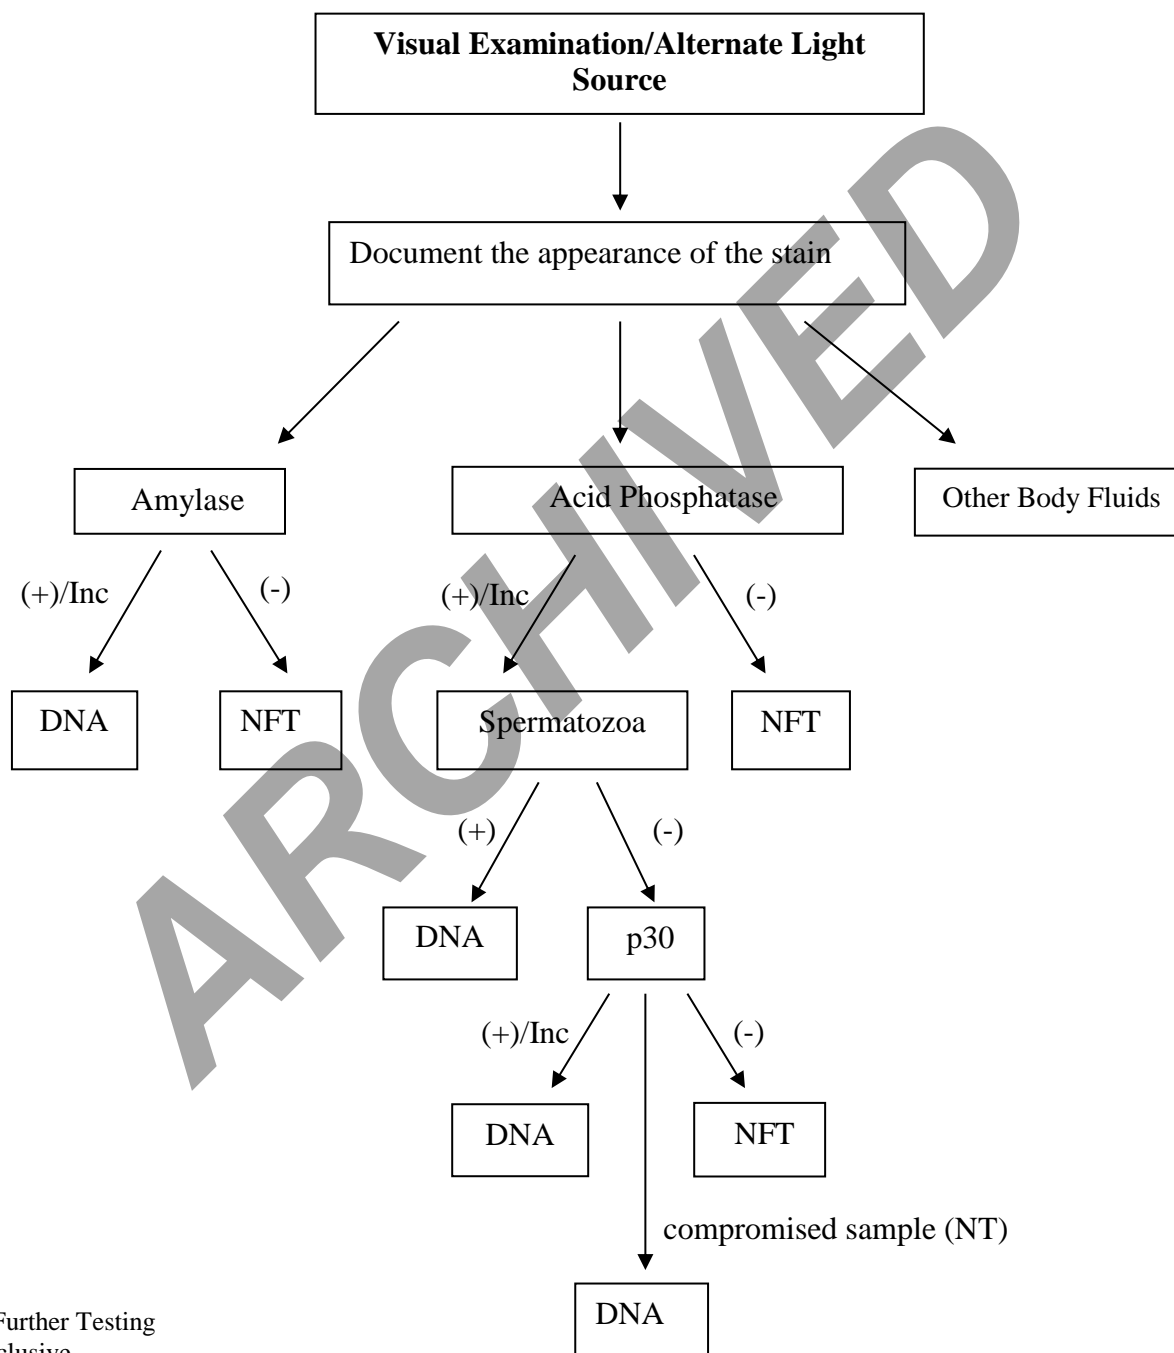 Visual Examination/Alternate Light
Source
Document the appearance of the stain
Amylase
Acid Phosphatase
Other Body Fluids
(+)/Inc
(-)
(+)/Inc
(-)
DNA
NFT
Spermatozoa
NFT
(+)
(-)
DNA
p30
(+)/Inc
(-)
DNA
NFT
compromised sample (NT)
DNA
Further Testing
ARCHIVED